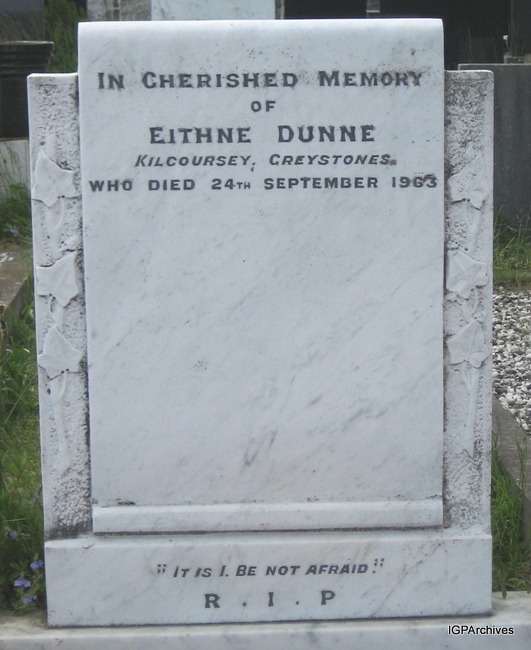 IN CHERISHED MEMORY
OF
EITHNE DUNNE
KILCOURSEY, GREYSTONES.
WHO DIED 24TH SEPTEMBER 1963
"IT IS I. BE NOT AFRAID."
R. I. P
IGPArchives